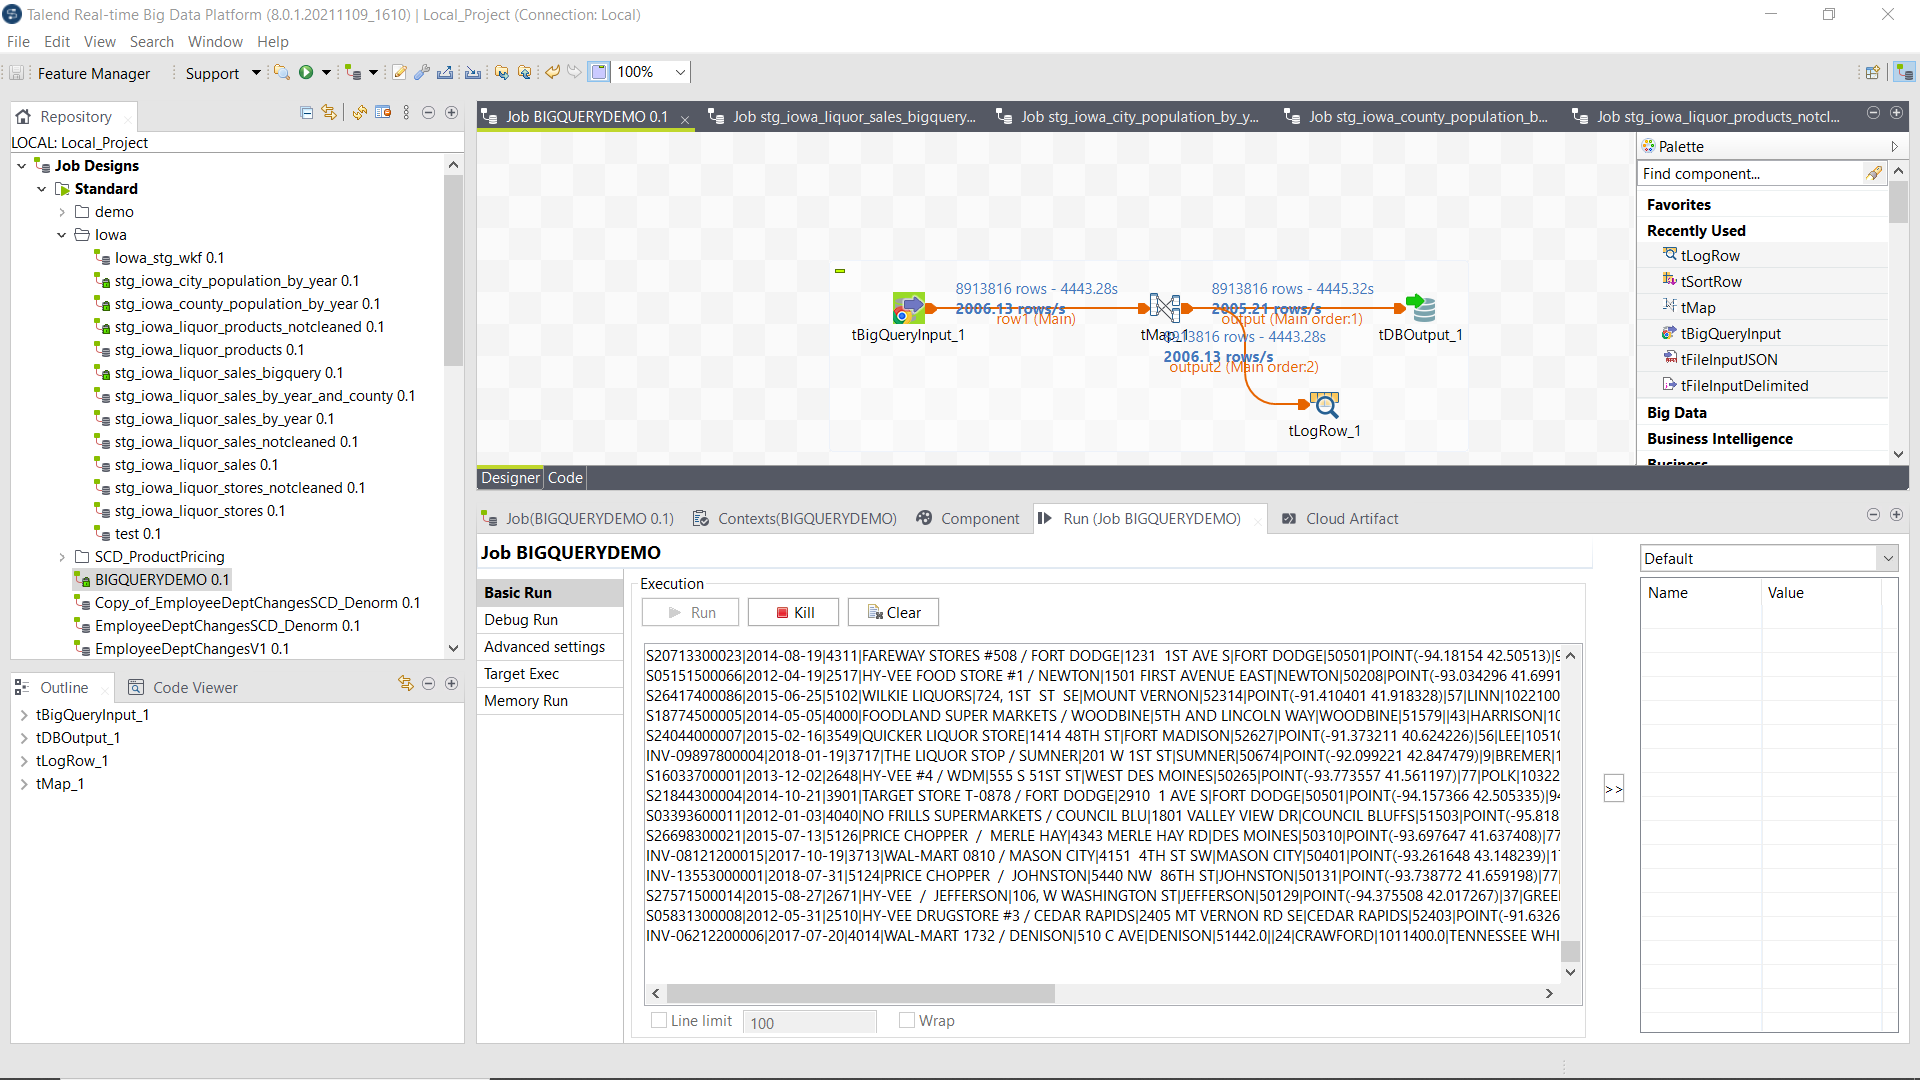 Talend Real-time Big Data Platform (8.0.1.20211109_1610) | Local_Project (Connection: Local)
File Edit View Search Window Help
Feature Manager Support 100%
Repository
LOCAL: Local_Project
Job Designs
Standard
demo
Iowa
Iowa_stg_wkf 0.1
stg_iowa_city_population_by_year 0.1
stg_iowa_county_population_by_year 0.1
stg_iowa_liquor_products_notcleaned 0.1
stg_iowa_liquor_products 0.1
stg_iowa_liquor_sales_bigquery 0.1
stg_iowa_liquor_sales_by_year_and_county 0.1
stg_iowa_liquor_sales_by_year 0.1
stg_iowa_liquor_sales_notcleaned 0.1
stg_iowa_liquor_sales 0.1
stg_iowa_liquor_stores_notcleaned 0.1
stg_iowa_liquor_stores 0.1
test 0.1
SCD_ProductPricing
BIGQUERYDEMO 0.1
Copy_of_EmployeeDeptChangesSCD_Denorm 0.1
EmployeeDeptChangesSCD_Denorm 0.1
EmployeeDeptChangesV1 0.1
Outline Code Viewer
tBigQueryInput_1
tDBOutput_1
tLogRow_1
tMap_1
Job BIGQUERYDEMO 0.1 Job stg_iowa_liquor_sales_bigquery... Job stg_iowa_city_population_by_y... Job stg_iowa_county_population_b... Job stg_iowa_liquor_products_notcl...
8913816 rows - 4443.28s
2006.13 rows/s
row1 (Main)
8913816 rows - 4445.32s
2005.21 rows/s
output (Main order:1)
tBigQueryInput_1
tMap_1
tDBOutput_1
8913816 rows - 4443.28s
2006.13 rows/s
output2 (Main order:2)
tLogRow_1
Palette
Find component...
Favorites
Recently Used
tLogRow
tSortRow
tMap
tBigQueryInput
tFileInputJSON
tFileInputDelimited
Big Data
Business Intelligence
Business
Designer Code
Job(BIGQUERYDEMO 0.1) Contexts(BIGQUERYDEMO) Component Run (Job BIGQUERYDEMO) Cloud Artifact
Job BIGQUERYDEMO
Basic Run
Debug Run
Advanced settings
Target Exec
Memory Run
Execution
Run Kill Clear
S20713300023|2014-08-19|4311|FAREWAY STORES #508 / FORT DODGE|1231  1ST AVE S|FORT DODGE|50501|POINT(-94.18154 42.50513)|9
S05151500066|2012-04-19|2517|HY-VEE FOOD STORE #1 / NEWTON|1501 FIRST AVENUE EAST|NEWTON|50208|POINT(-93.034296 41.6991
S26417400086|2015-06-25|5102|WILKIE LIQUORS|724, 1ST  ST  SE|MOUNT VERNON|52314|POINT(-91.410401 41.918328)|57|LINN|1022100
S18774500005|2014-05-05|4000|FOODLAND SUPER MARKETS / WOODBINE|5TH AND LINCOLN WAY|WOODBINE|51579||43|HARRISON|10
S24044000007|2015-02-16|3549|QUICKER LIQUOR STORE|1414 48TH ST|FORT MADISON|52627|POINT(-91.373211 40.624226)|56|LEE|10510
INV-09897800004|2018-01-19|3717|THE LIQUOR STOP / SUMNER|201 W 1ST ST|SUMNER|50674|POINT(-92.099221 42.847479)|9|BREMER|1
S16033700001|2013-12-02|2648|HY-VEE #4 / WDM|555 S 51ST ST|WEST DES MOINES|50265|POINT(-93.773557 41.561197)|77|POLK|10322
S21844300004|2014-10-21|3901|TARGET STORE T-0878 / FORT DODGE|2910  1 AVE S|FORT DODGE|50501|POINT(-94.157366 42.505335)|94
S03393600011|2012-01-03|4040|NO FRILLS SUPERMARKETS / COUNCIL BLU|1801 VALLEY VIEW DR|COUNCIL BLUFFS|51503|POINT(-95.818
S26698300021|2015-07-13|5126|PRICE CHOPPER  /  MERLE HAY|4343 MERLE HAY RD|DES MOINES|50310|POINT(-93.697647 41.637408)|77
INV-08121200015|2017-10-19|3713|WAL-MART 0810 / MASON CITY|4151  4TH ST SW|MASON CITY|50401|POINT(-93.261648 43.148239)|17
INV-13553000001|2018-07-31|5124|PRICE CHOPPER  /  JOHNSTON|5440 NW  86TH ST|JOHNSTON|50131|POINT(-93.738772 41.659198)|77|
S27571500014|2015-08-27|2671|HY-VEE  /  JEFFERSON|106, W WASHINGTON ST|JEFFERSON|50129|POINT(-94.375508 42.017267)|37|GREE
S05831300008|2012-05-31|2510|HY-VEE DRUGSTORE #3 / CEDAR RAPIDS|2405 MT VERNON RD SE|CEDAR RAPIDS|52403|POINT(-91.6326
INV-06212200006|2017-07-20|4014|WAL-MART 1732 / DENISON|510 C AVE|DENISON|51442.0||24|CRAWFORD|1011400.0|TENNESSEE WHI
Line limit 100 Wrap
>>
Default
Name Value